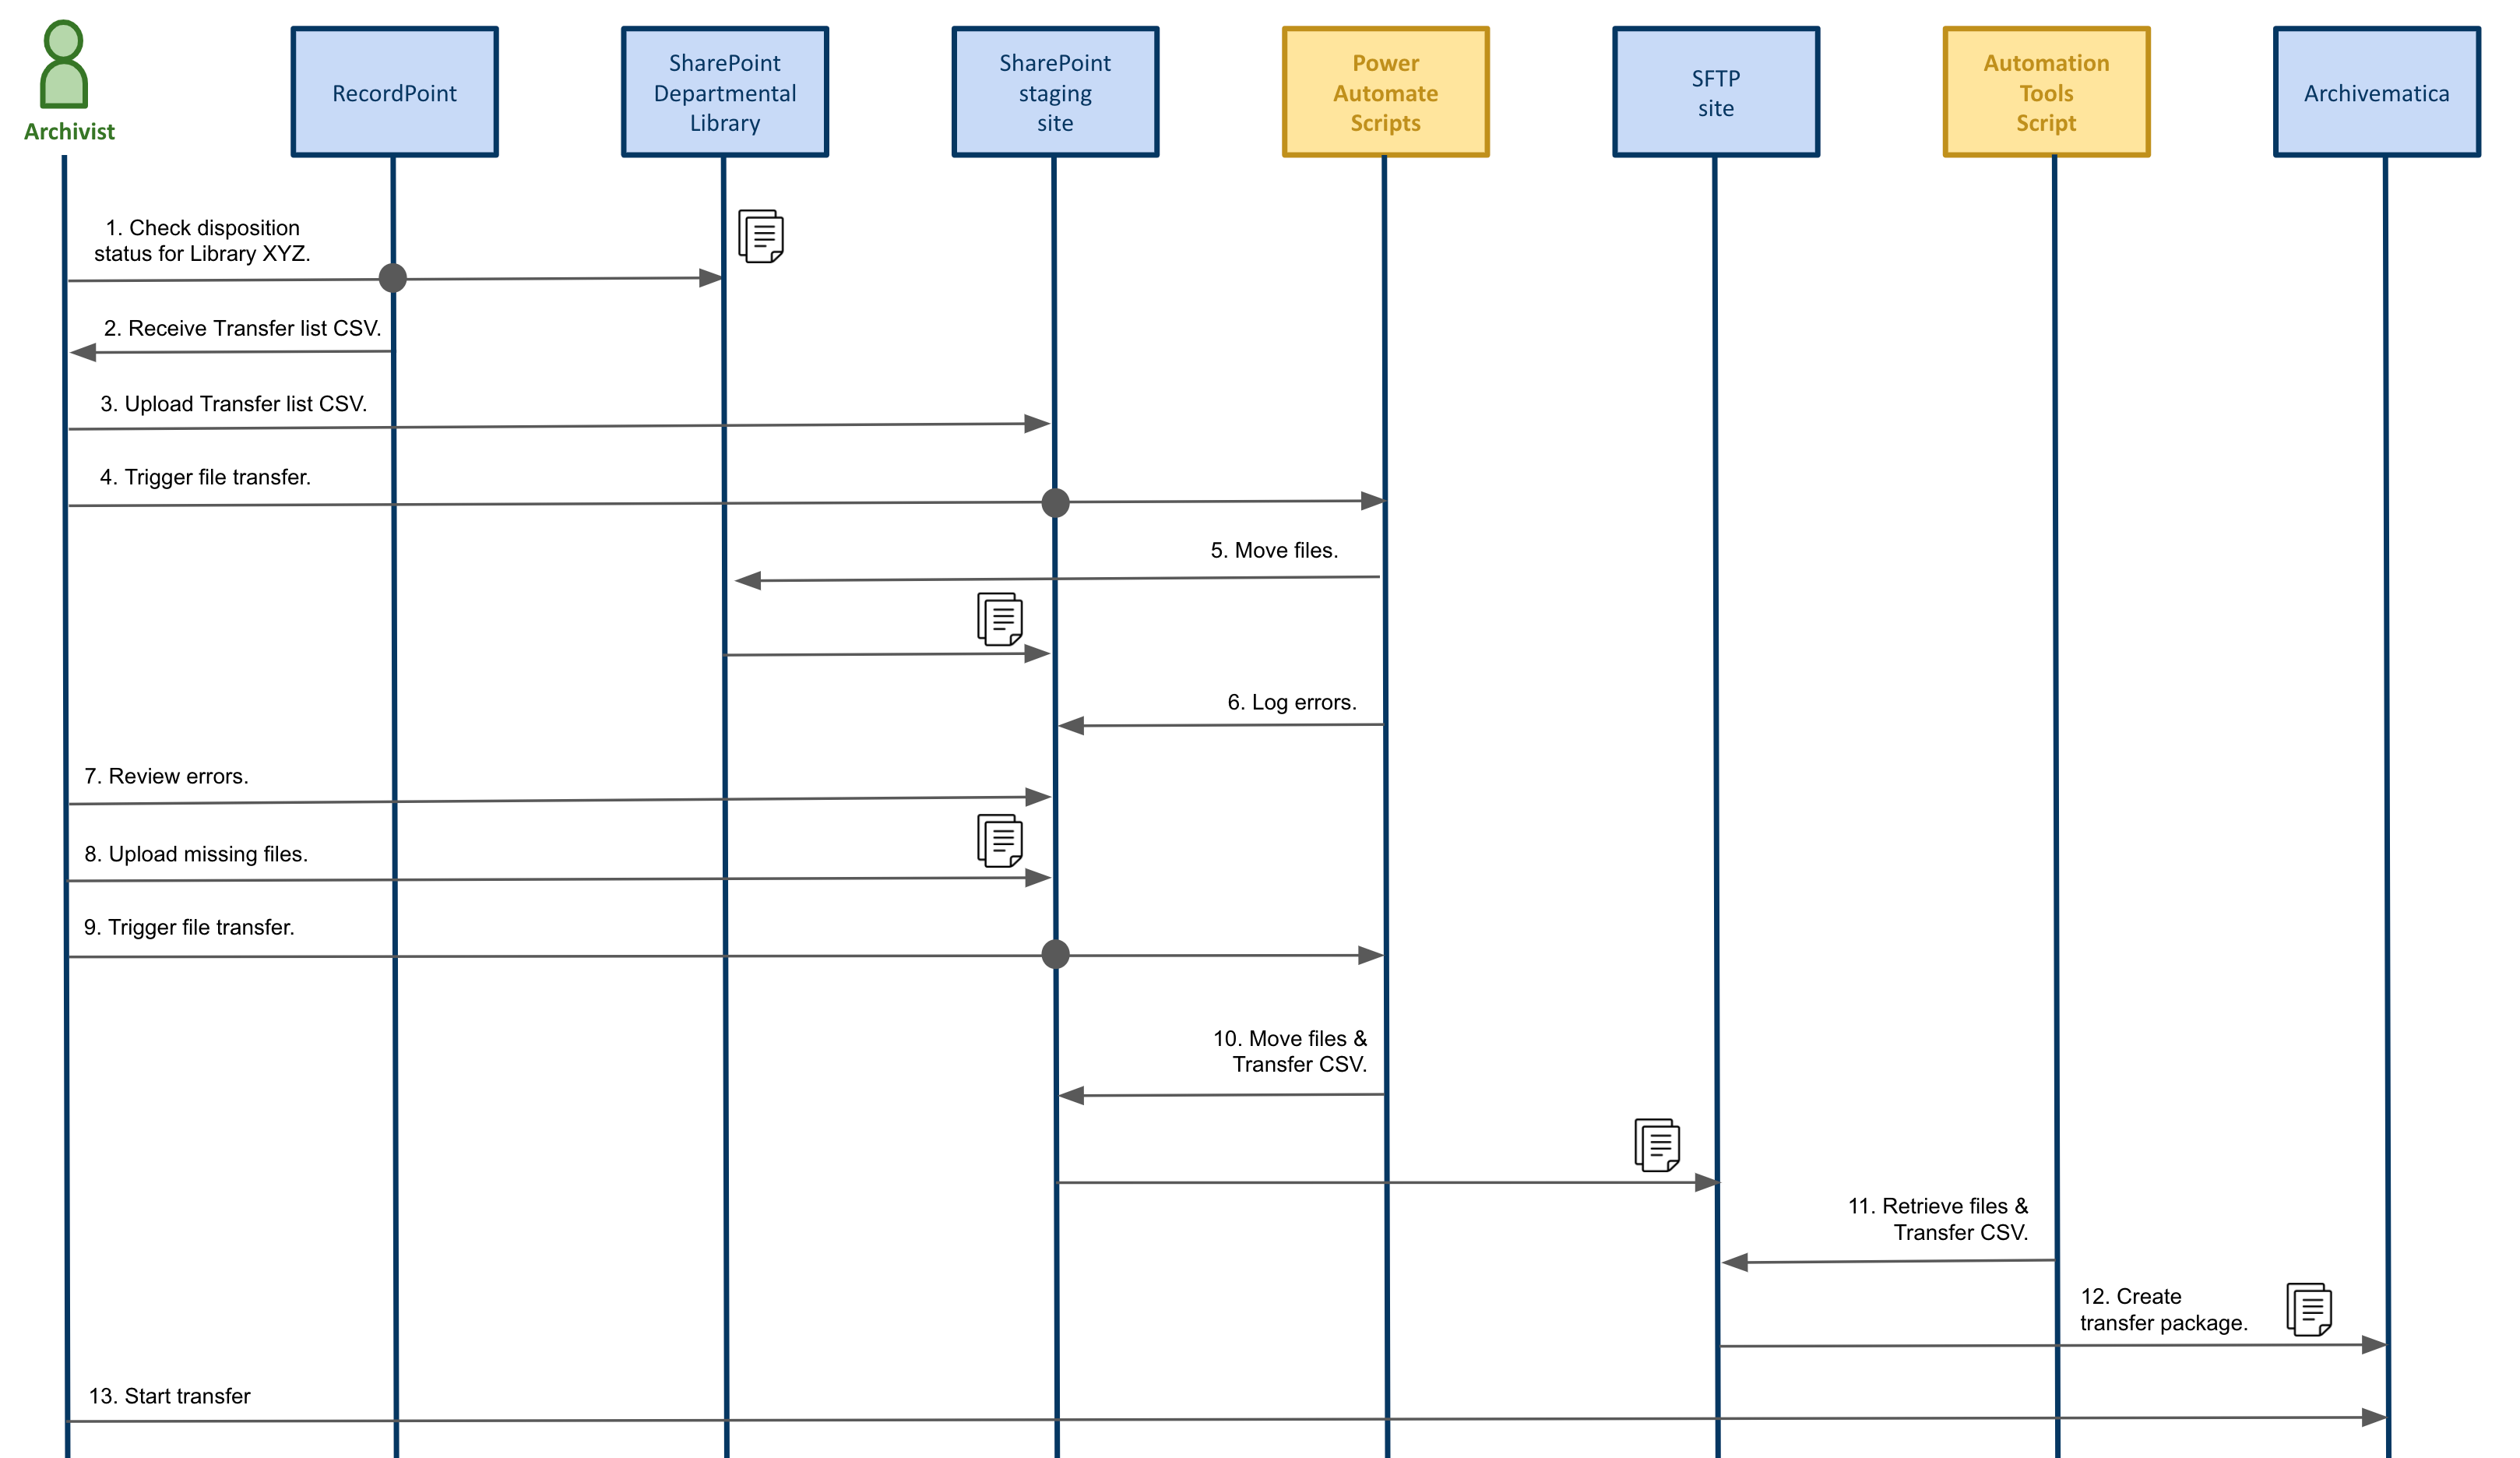 Archivist
RecordPoint
SharePoint
Departmental
Library
SharePoint
staging
site
Power
Automate
Scripts
SFTP
site
Automation
Tools
Script
Archivematica
1. Check disposition
status for Library XYZ.
2. Receive Transfer list CSV.
3. Upload Transfer list CSV.
4. Trigger file transfer.
5. Move files.
6. Log errors.
7. Review errors.
8. Upload missing files.
9. Trigger file transfer.
10. Move files &
Transfer CSV.
11. Retrieve files &
Transfer CSV.
12. Create
transfer package.
13. Start transfer